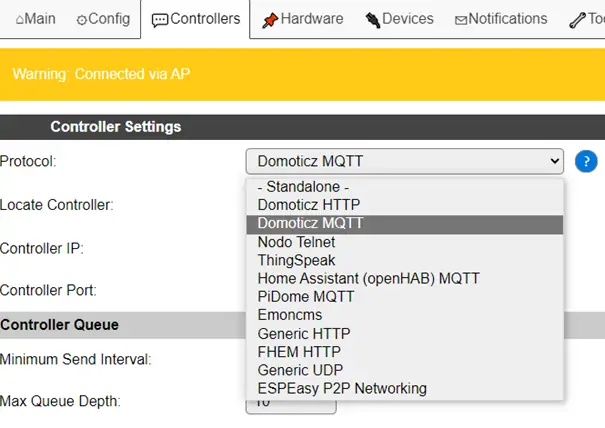 Main Config Controllers Hardware Devices Notifications
Warning: Connected via AP
Controller Settings
Protocol: Domoticz MQTT ?
- Standalone -
Locate Controller: Domoticz HTTP
Domoticz MQTT
Controller IP: Nodo Telnet
ThingSpeak
Home Assistant (openHAB) MQTT
Controller Port: PiDome MQTT
Emoncms
Controller Queue
Generic HTTP
FHEM HTTP
Minimum Send Interval:
Generic UDP
ESPEasy P2P Networking
Max Queue Depth: 10